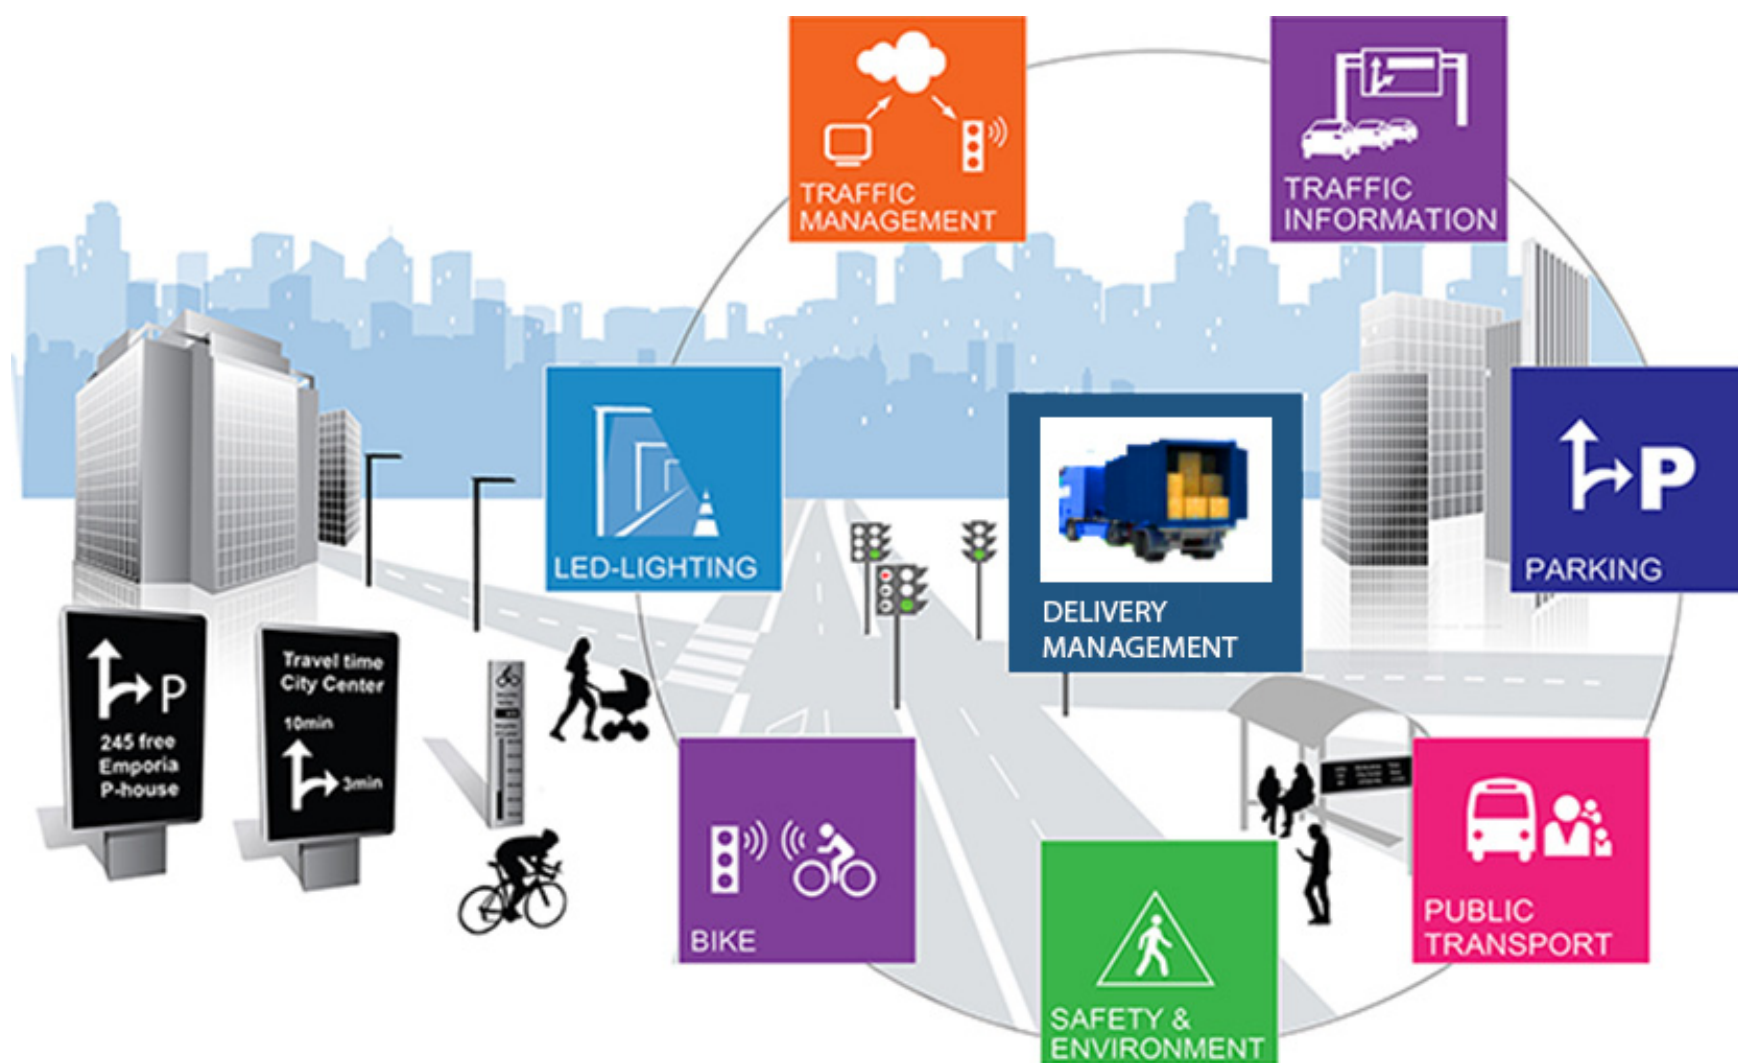 TRAFFIC
MANAGEMENT
TRAFFIC
INFORMATION
LED-LIGHTING
DELIVERY
MANAGEMENT
P
PARKING
P
245 free
Emporia
P-house
Travel time
City Center
10min
3min
BIKE
PUBLIC
TRANSPORT
SAFETY &
ENVIRONMENT